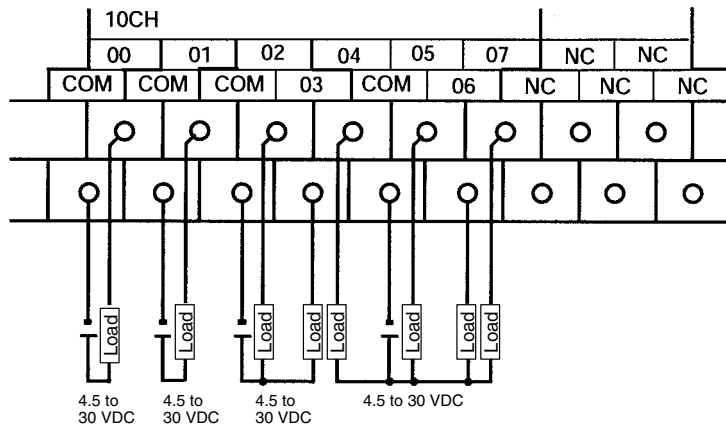 10CH
00 01 02 04 05 07 NC NC
COM COM COM 03 COM 06 NC NC NC
Load Load Load Load Load Load Load Load
4.5 to 4.5 to 4.5 to 4.5 to 30 VDC
30 VDC 30 VDC 30 VDC